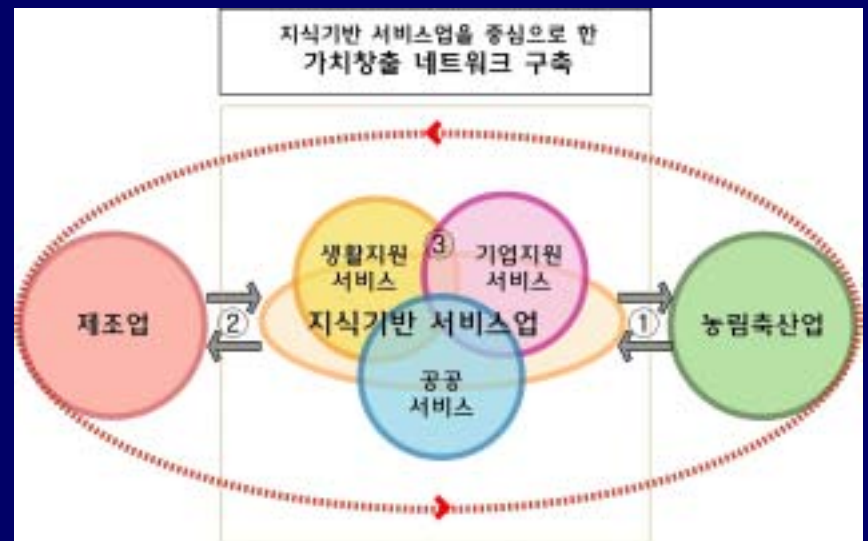 지식기반 서비스업을 중심으로 한
가치창출 네트워크 구축
생활지원
서비스
③
기업지원
서비스
제조업
②
지식기반 서비스업
①
농림축산업
공공
서비스